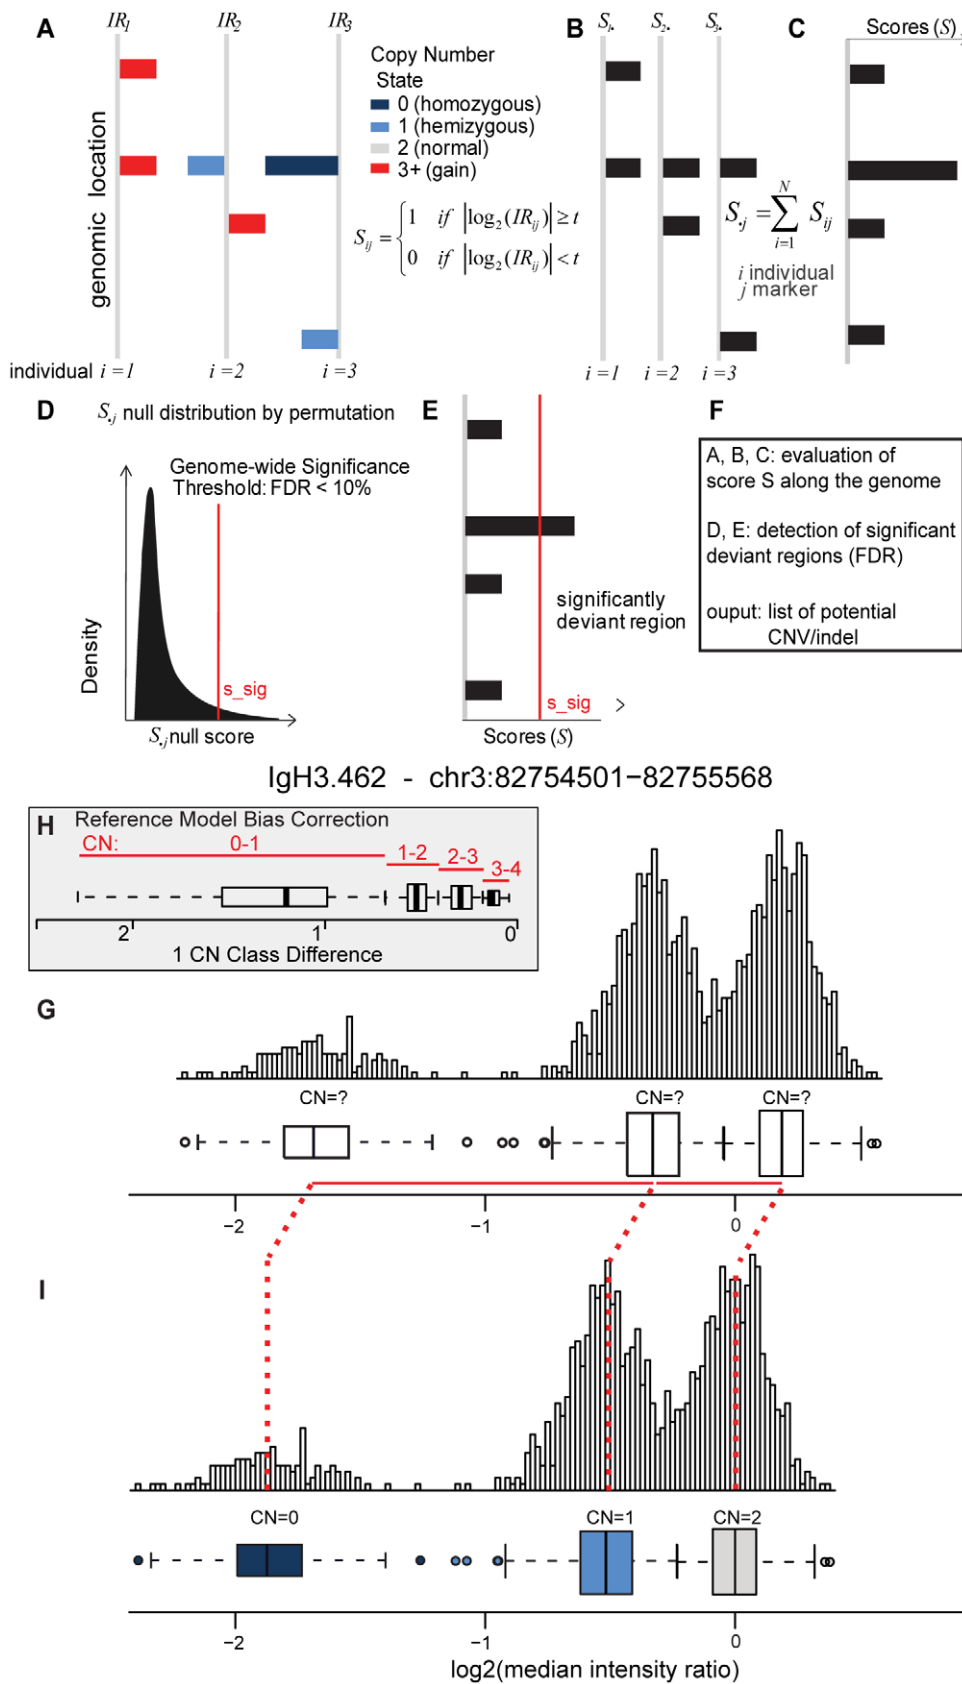 A
IR1
IR2
IR3
genomic location
individual i =1
i =2
i =3
Copy Number
State
0 (homozygous)
1 (hemizygous)
2 (normal)
3+ (gain)
Sij = { 1 if |log2(IRij)| ≥ t
0 if |log2(IRij)| < t
B
S1•
S2•
S3•
i =1
i =2
i =3
S•j = ∑ i=1 N Sij
i individual
j marker
C
Scores (S)
D
S•j null distribution by permutation
Genome-wide Significance
Threshold: FDR < 10%
Density
s_sig
S•j null score
E
significantly
deviant region
s_sig
>
Scores (S)
F
A, B, C: evaluation of
score S along the genome
D, E: detection of significant
deviant regions (FDR)
ouput: list of potential
CNV/indel
IgH3.462 - chr3:82754501−82755568
H
Reference Model Bias Correction
CN:
0-1
1-2
2-3
3-4
2 1 0
1 CN Class Difference
G
CN=?
CN=?
CN=?
−2 −1 0
I
CN=0
CN=1
CN=2
−2 −1 0
log2(median intensity ratio)